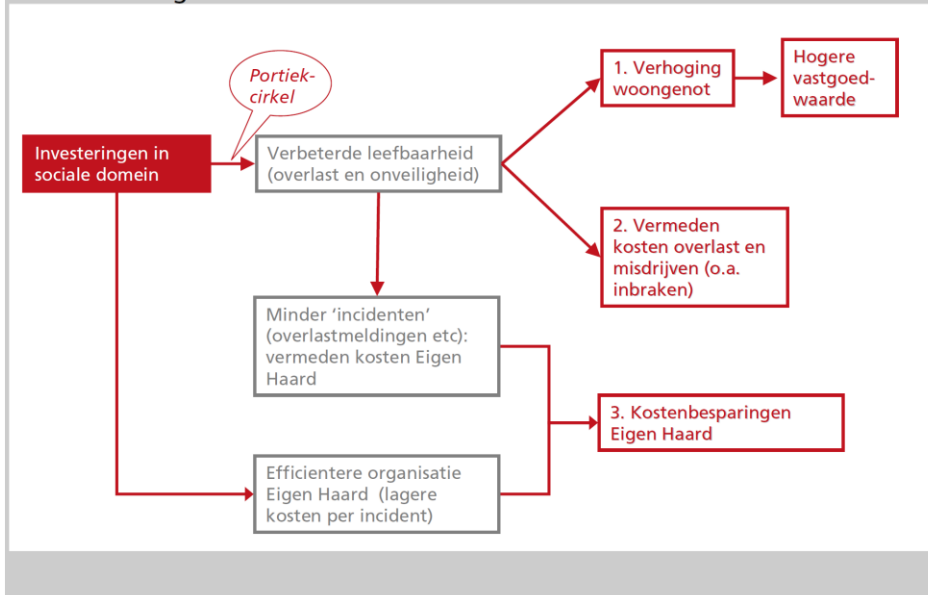 Portiek-
cirkel
Investeringen in
sociale domein
Verbeterde leefbaarheid
(overlast en onveiligheid)
1. Verhoging
woongenot
Hogere
vastgoed-
waarde
2. Vermeden
kosten overlast en
misdrijven (o.a.
inbraken)
Minder ‘incidenten’
(overlastmeldingen etc):
vermeden kosten Eigen
Haard
3. Kostenbesparingen
Eigen Haard
Efficientere organisatie
Eigen Haard (lagere
kosten per incident)